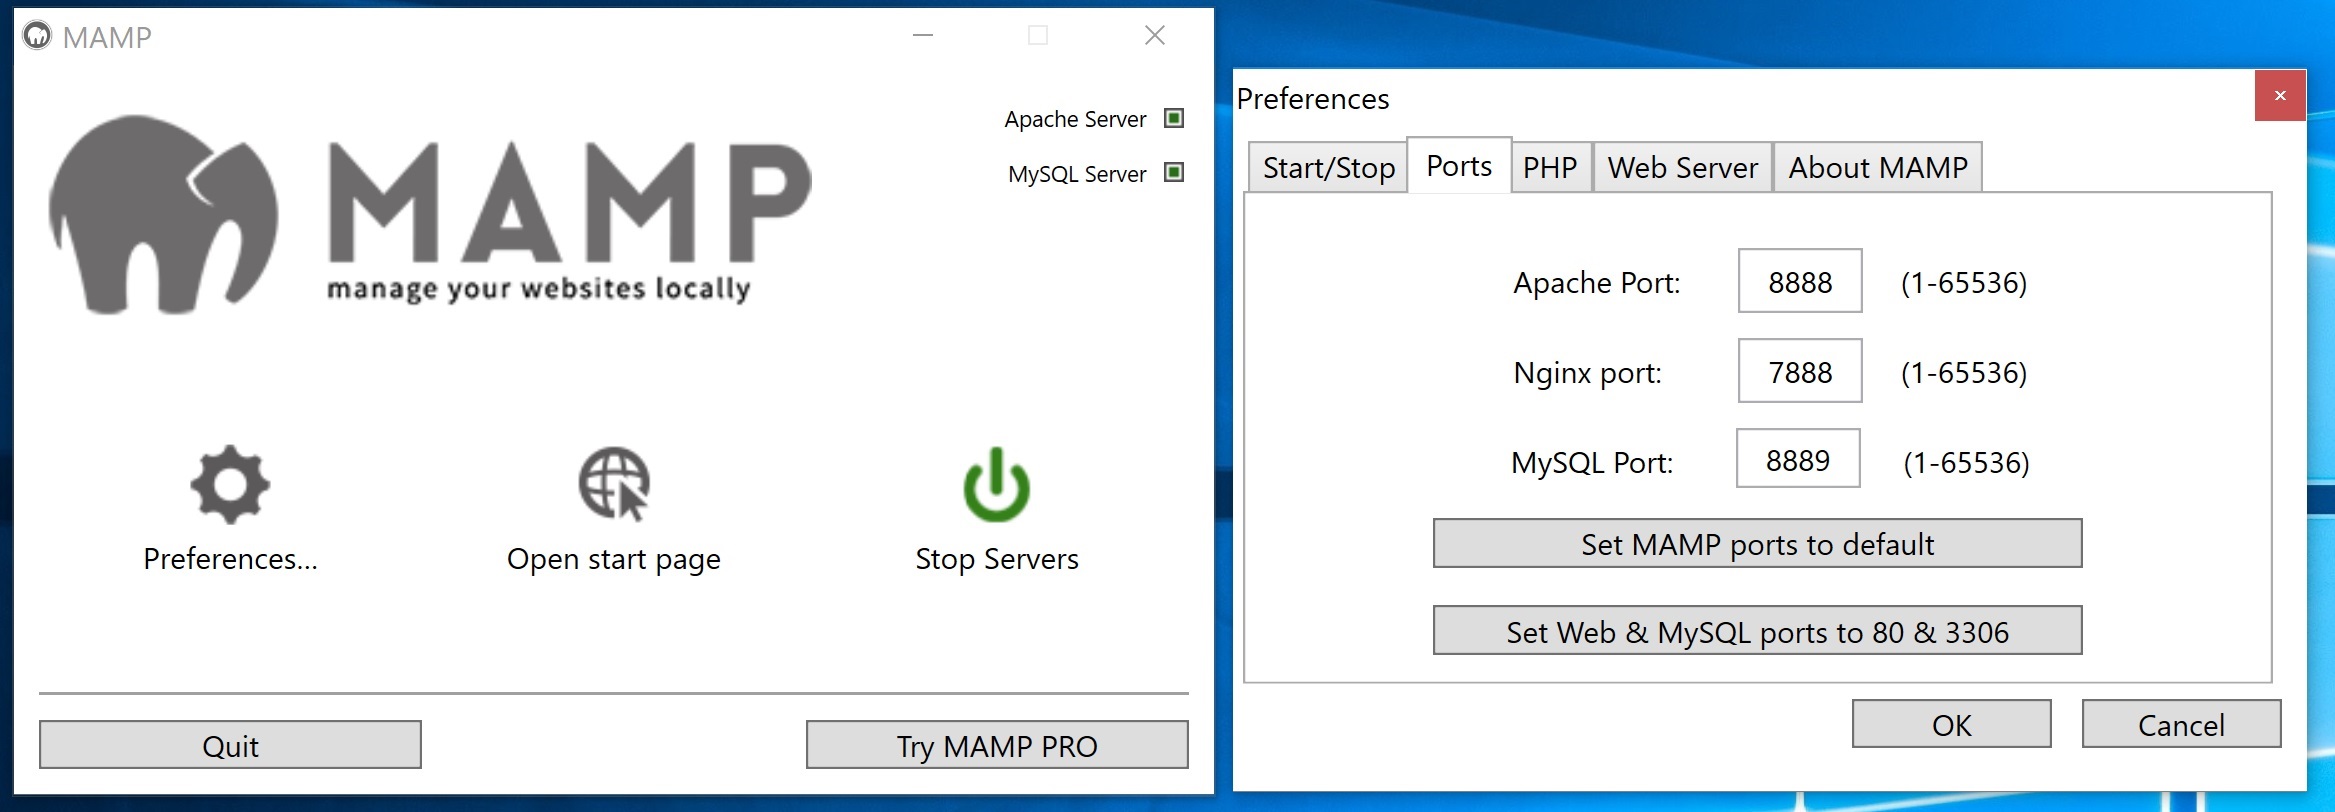 MAMP
Apache Server
MySQL Server
MAMP
manage your websites locally
Preferences...
Open start page
Stop Servers
Quit
Try MAMP PRO
Preferences
Start/Stop
Ports
PHP
Web Server
About MAMP
Apache Port: 8888 (1-65536)
Nginx port: 7888 (1-65536)
MySQL Port: 8889 (1-65536)
Set MAMP ports to default
Set Web & MySQL ports to 80 & 3306
OK
Cancel